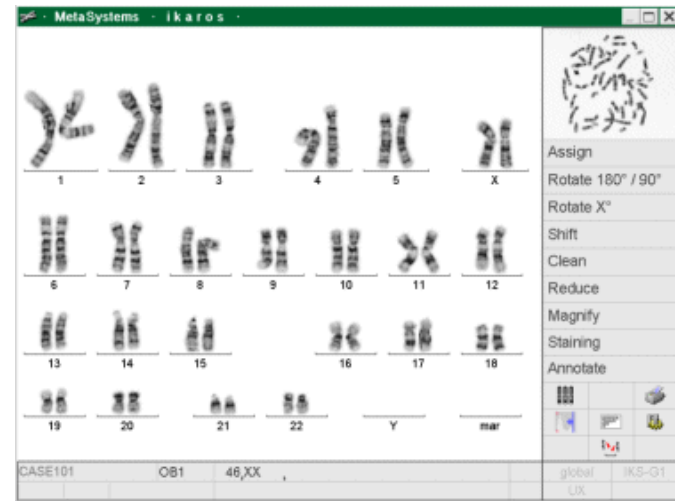 · MetaSystems · ikaros ·
1 2 3 4 5 X
6 7 8 9 10 11 12
13 14 15 16 17 18
19 20 21 22 Y mar
Assign
Rotate 180° / 90°
Rotate X°
Shift
Clean
Reduce
Magnify
Staining
Annotate
CASE101 OB1 46,XX ,
global IKS-G1
LIX